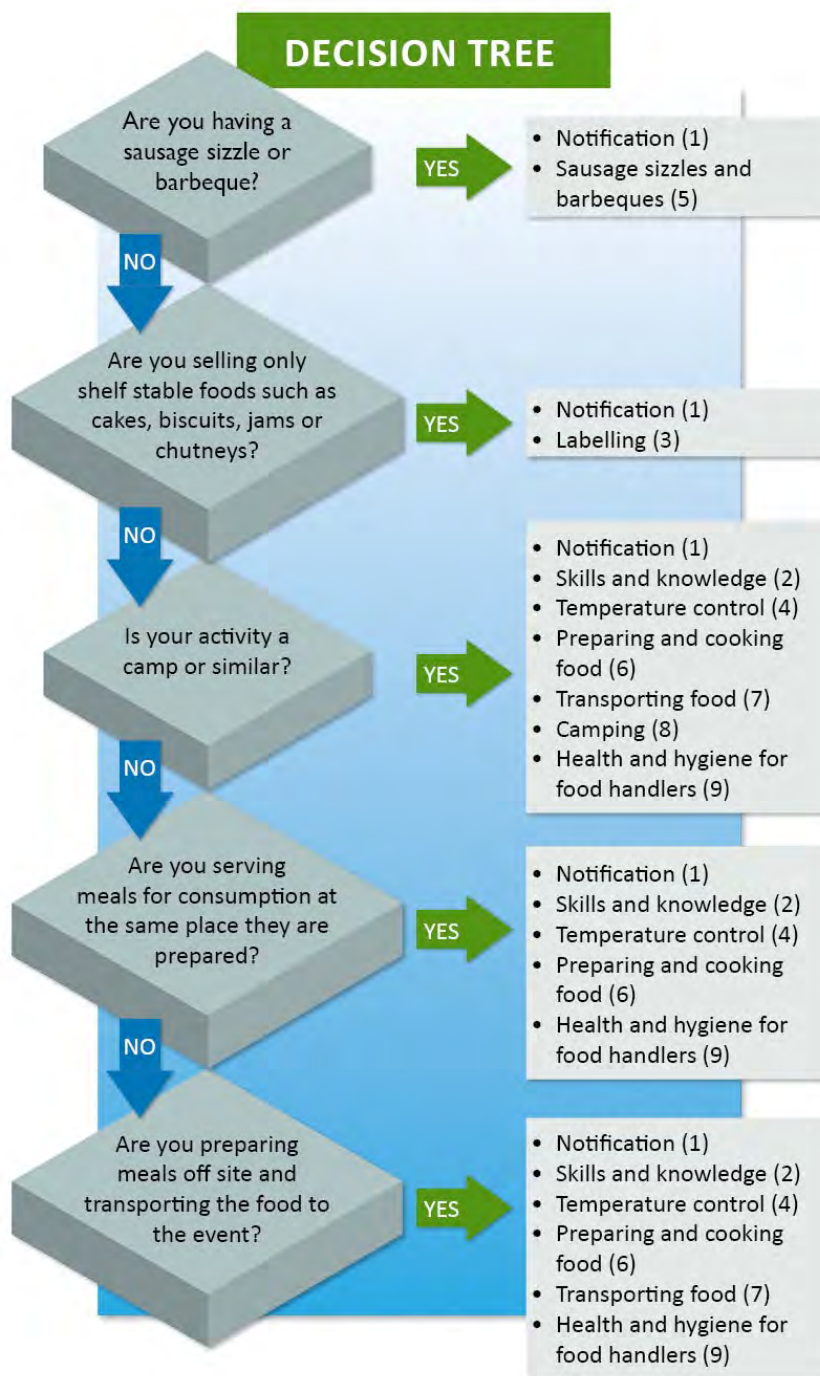 DECISION TREE
Are you having a
sausage sizzle or
barbeque?
YES
• Notification (1)
• Sausage sizzles and
barbeques (5)
NO
Are you selling only
shelf stable foods such as
cakes, biscuits, jams or
chutneys?
YES
• Notification (1)
• Labelling (3)
NO
Is your activity a
camp or similar?
YES
• Notification (1)
• Skills and knowledge (2)
• Temperature control (4)
• Preparing and cooking
food (6)
• Transporting food (7)
• Camping (8)
• Health and hygiene for
food handlers (9)
NO
Are you serving
meals for consumption at
the same place they are
prepared?
YES
• Notification (1)
• Skills and knowledge (2)
• Temperature control (4)
• Preparing and cooking
food (6)
• Health and hygiene for
food handlers (9)
NO
Are you preparing
meals off site and
transporting the food to
the event?
YES
• Notification (1)
• Skills and knowledge (2)
• Temperature control (4)
• Preparing and cooking
food (6)
• Transporting food (7)
• Health and hygiene for
food handlers (9)